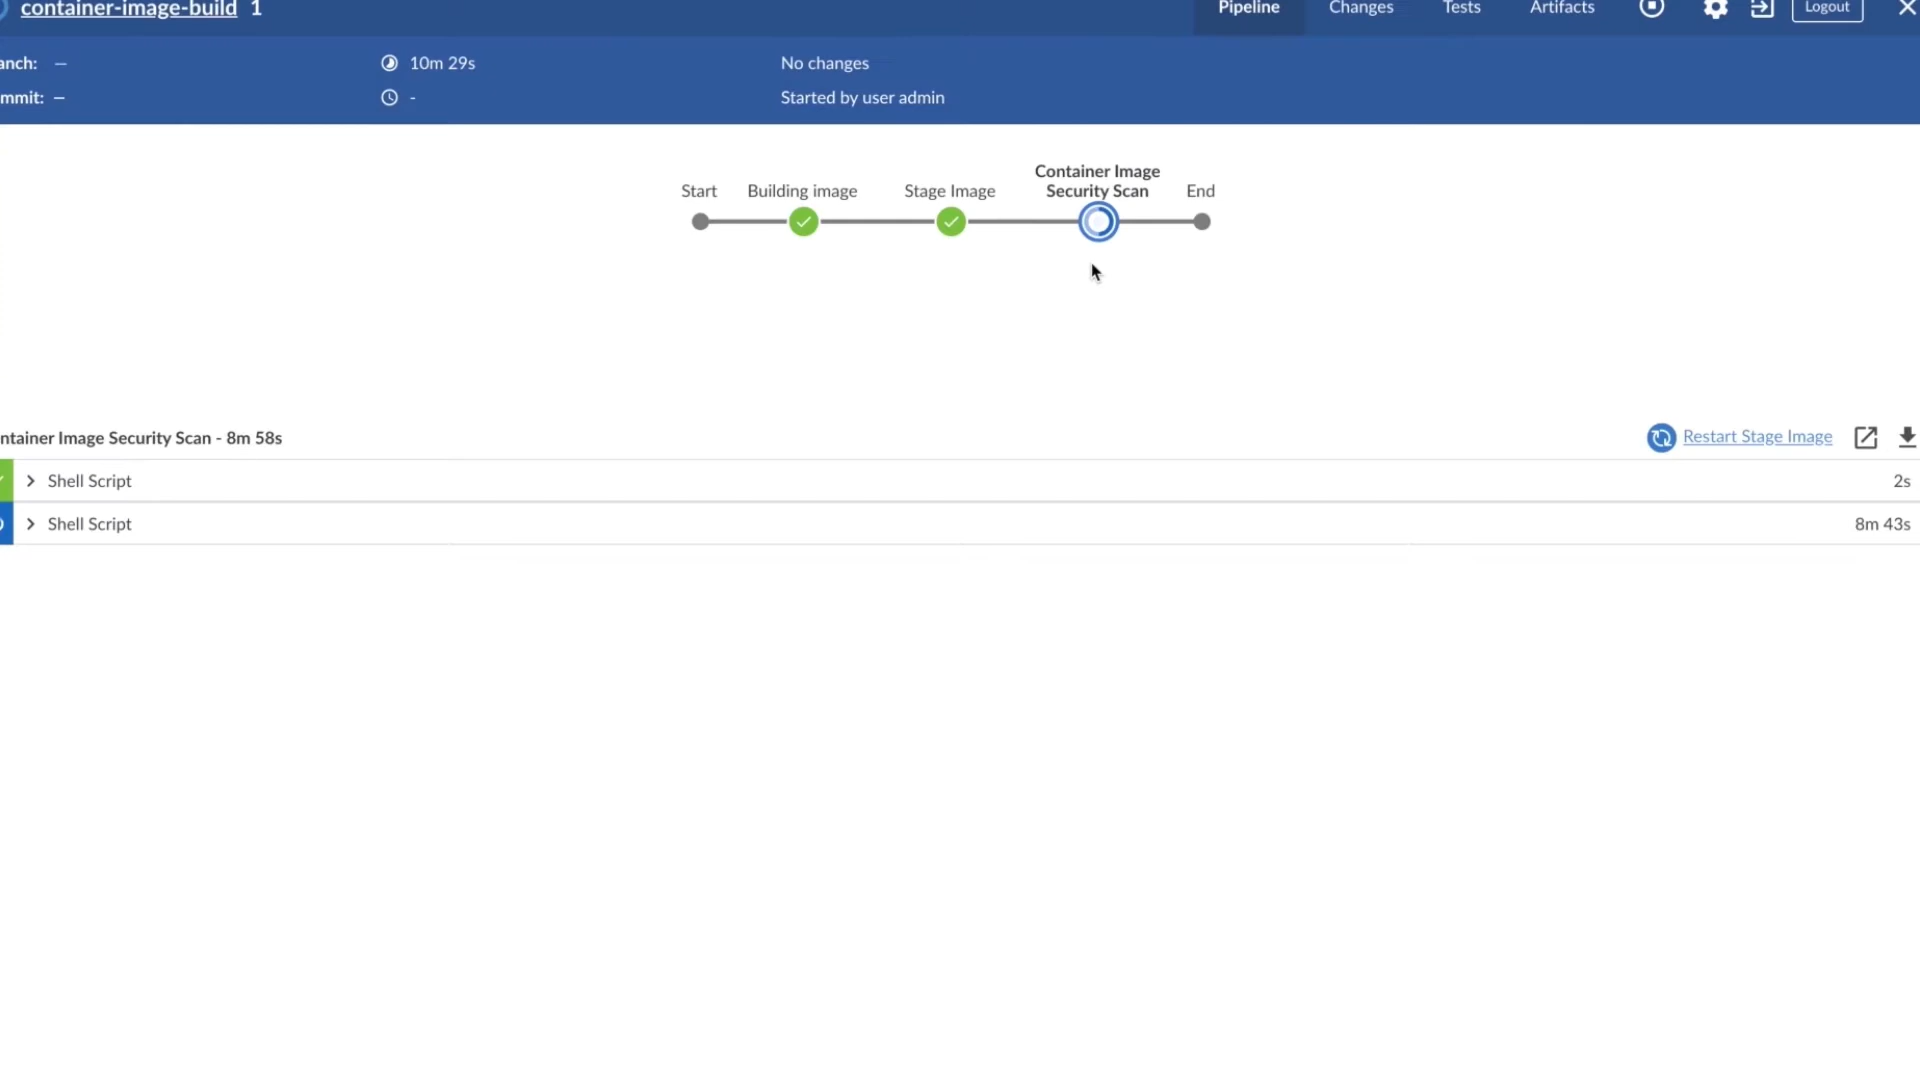 container-image-build 1
Pipeline
Changes
Tests
Artifacts
Logout
anch: —
10m 29s
No changes
mmit: —
-
Started by user admin
Start
Building image
Stage Image
Container Image
Security Scan
End
ntainer Image Security Scan - 8m 58s
Restart Stage Image
Shell Script
2s
Shell Script
8m 43s